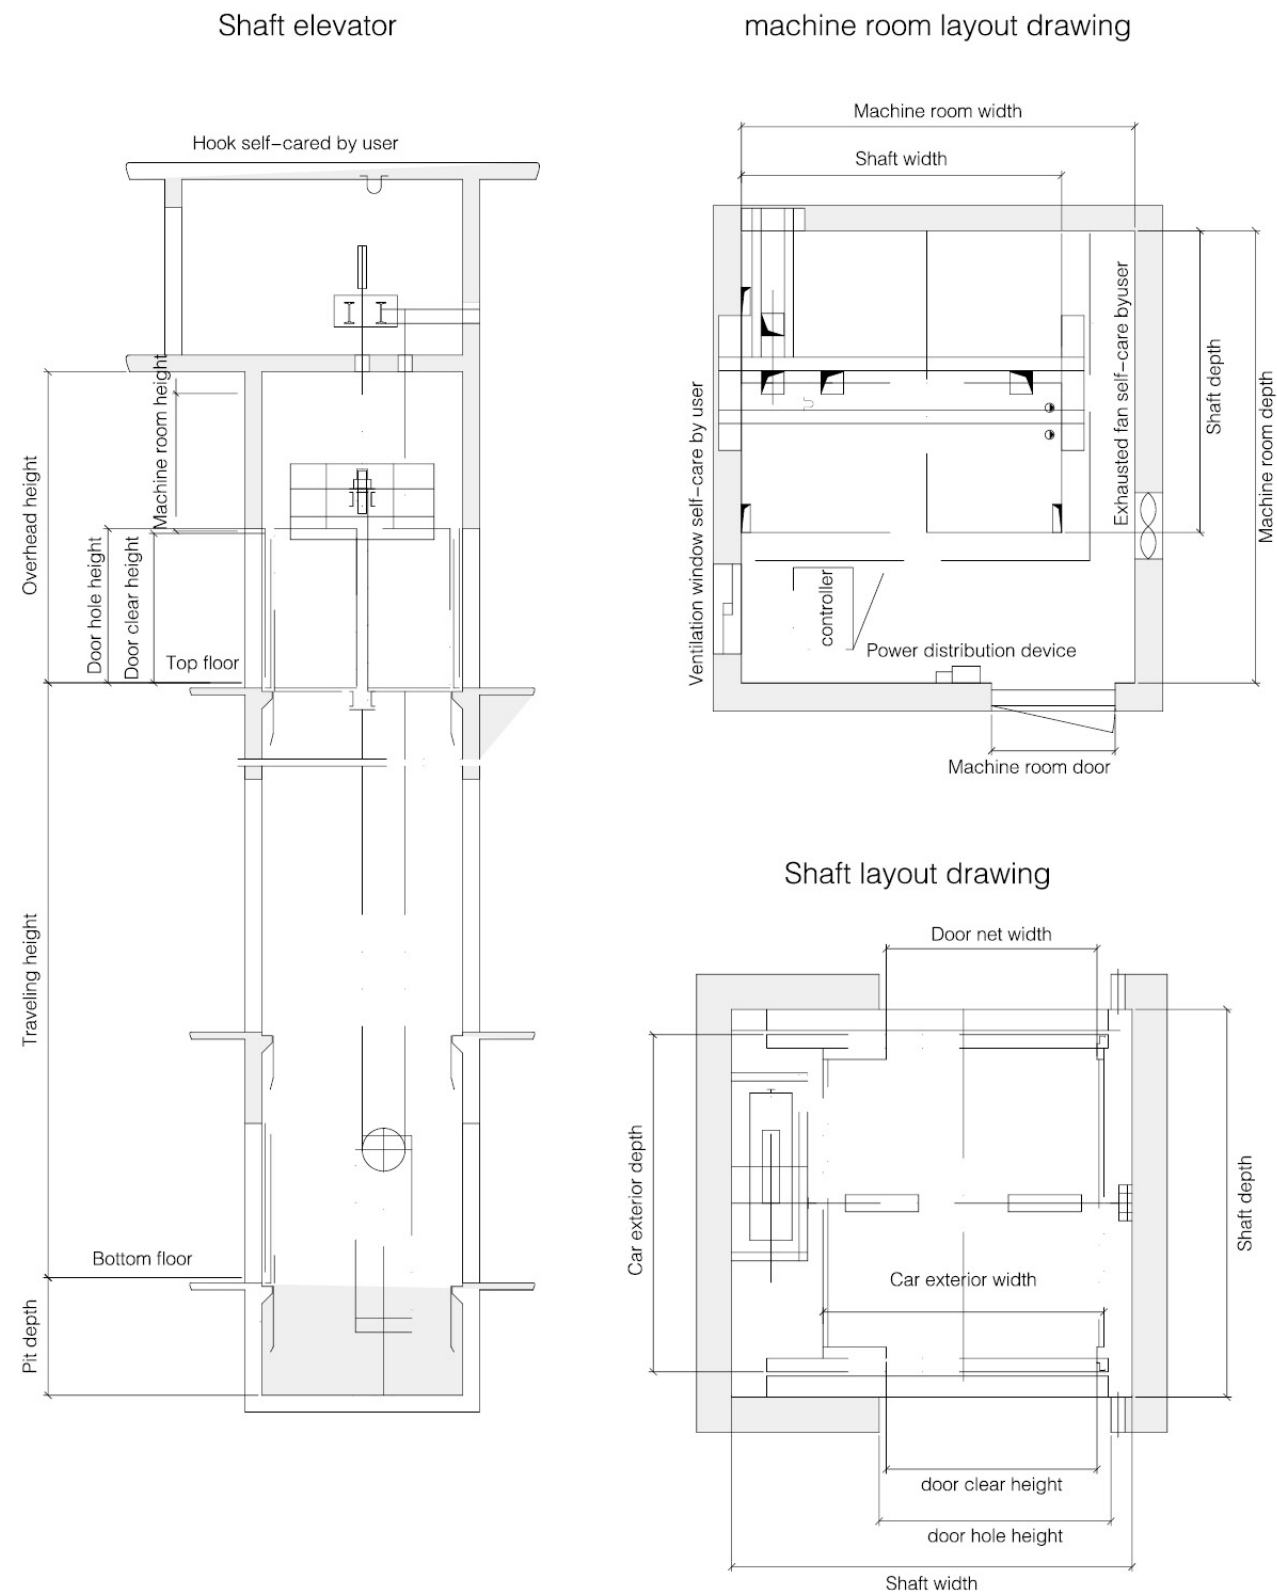 Shaft elevator
Hook self-cared by user
Machine room height
Overhead height
Door hole height
Door clear height
Top floor
Traveling height
Bottom floor
Pit depth
machine room layout drawing
Machine room width
Shaft width
Ventilation window self-care by user
Exhausted fan self-care byuser
Shaft depth
Machine room depth
controller
Power distribution device
Machine room door
Shaft layout drawing
Door net width
Car exterior depth
Shaft depth
Car exterior width
door clear height
door hole height
Shaft width